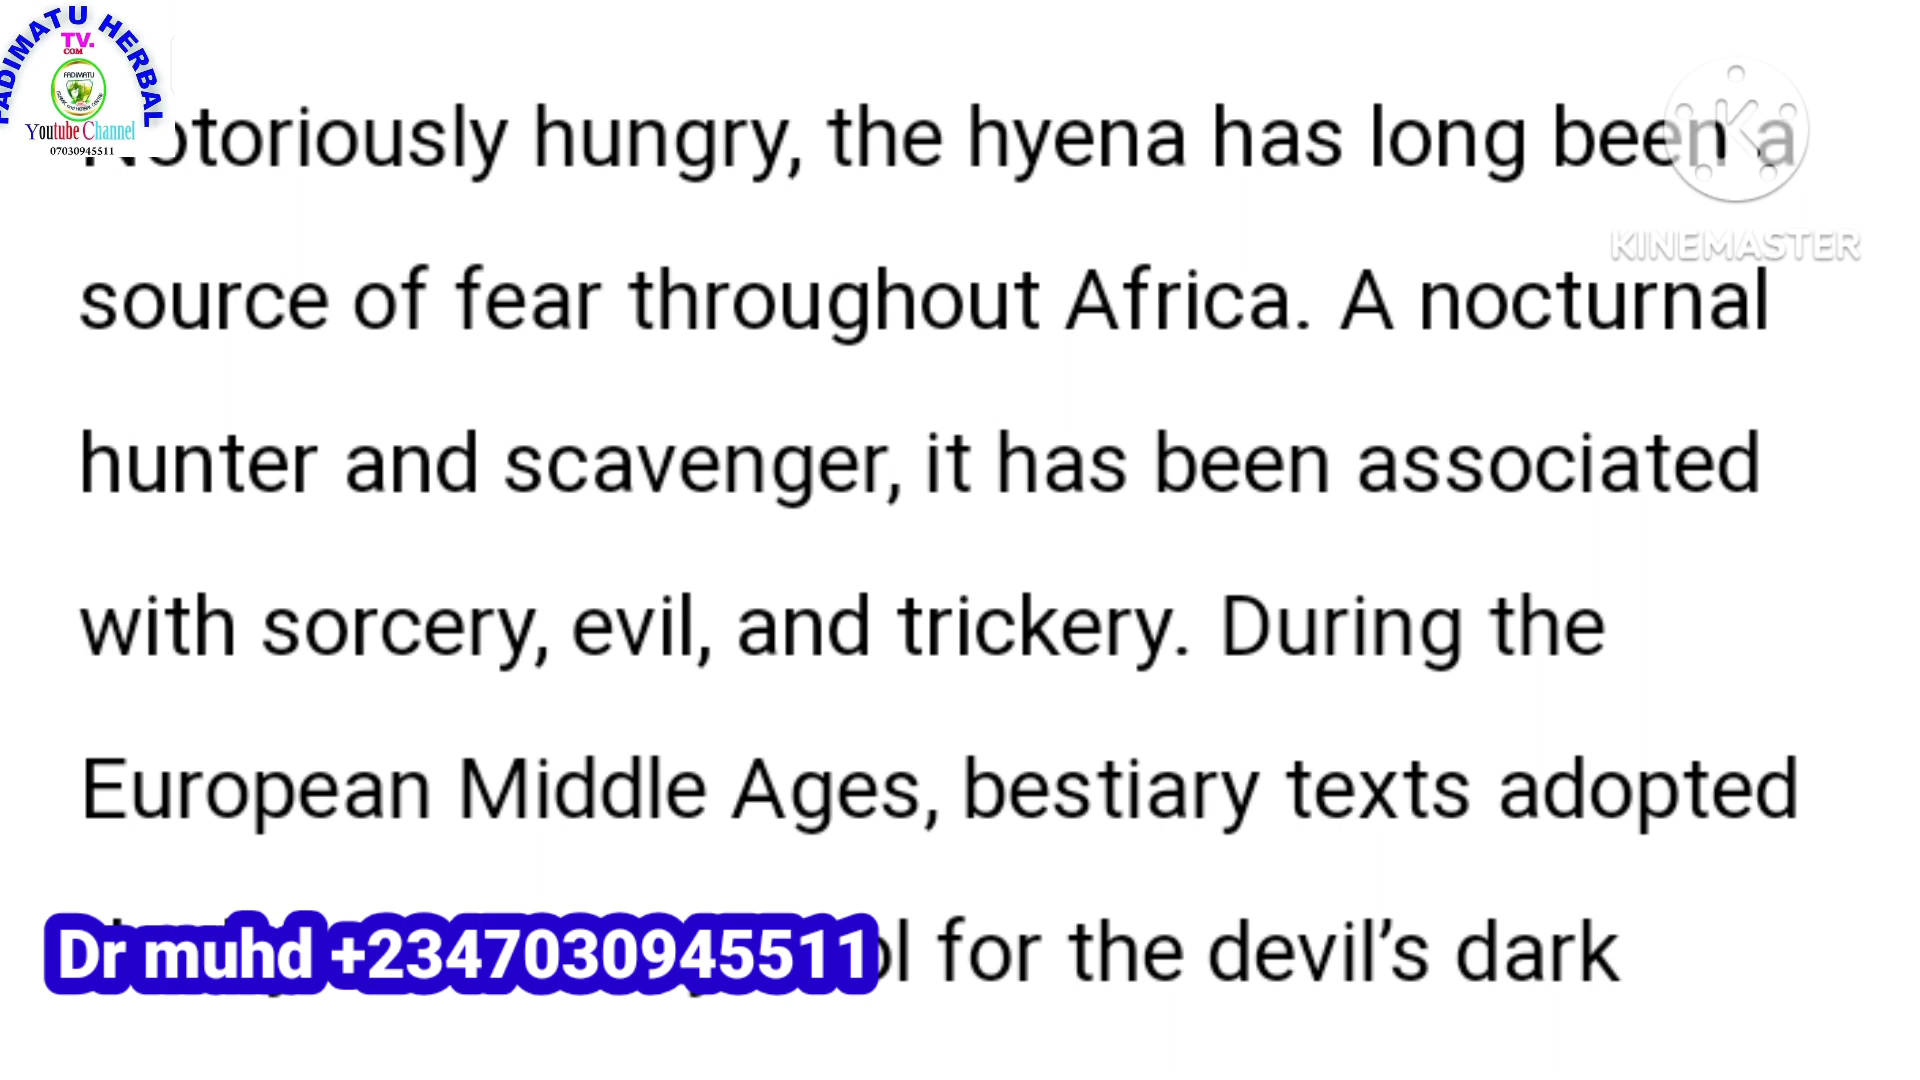 FADIMATU HERBAL
TV.
COM
FADIMATU
Youtube Channel
07030945511
Notoriously hungry, the hyena has long been a
KINEMASTER
source of fear throughout Africa. A nocturnal
hunter and scavenger, it has been associated
with sorcery, evil, and trickery. During the
European Middle Ages, bestiary texts adopted
Dr muhd +2347030945511
for the devil’s dark